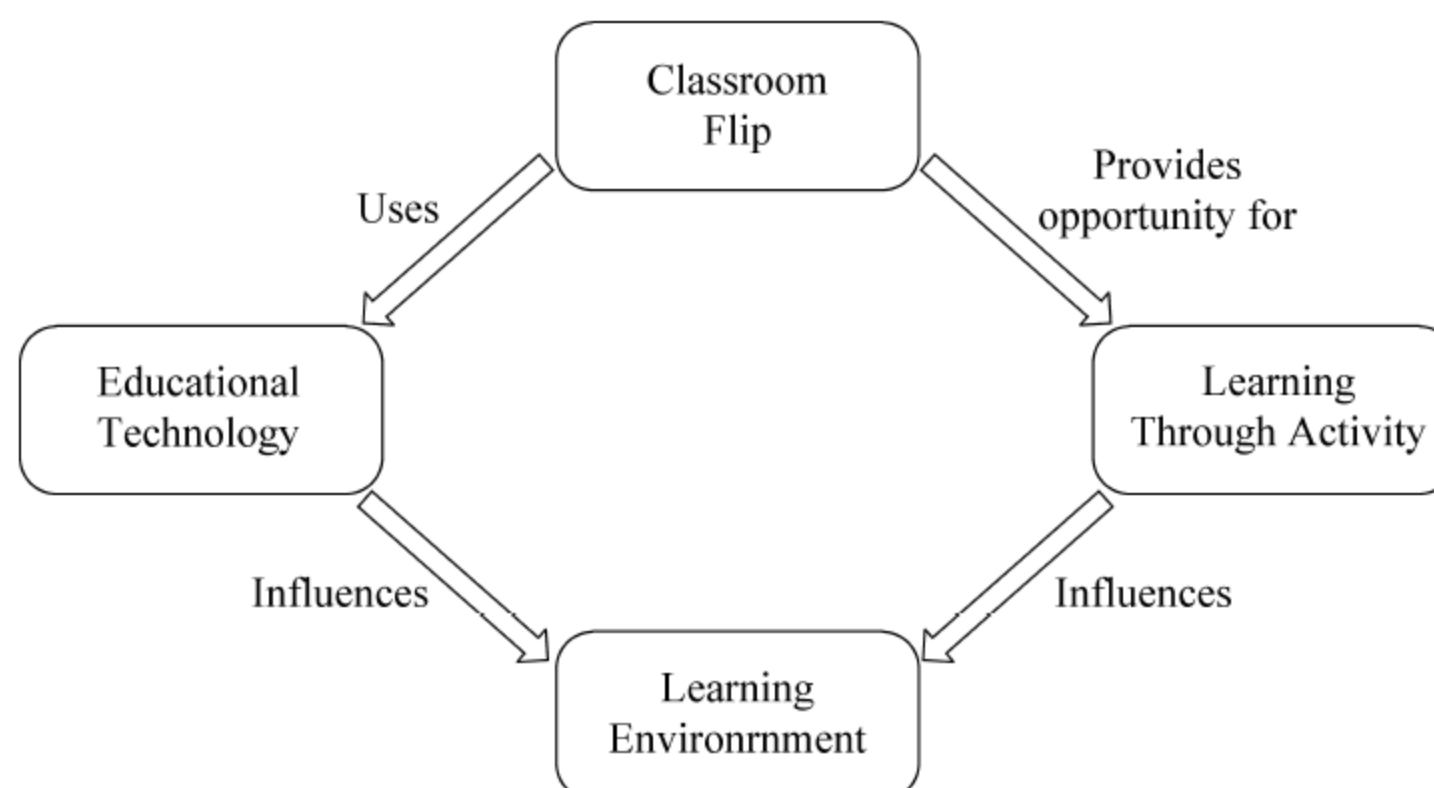 Classroom
Flip
Provides
opportunity for
Uses
Educational
Technology
Learning
Through Activity
Influences
Influences
Learning
Environrnment